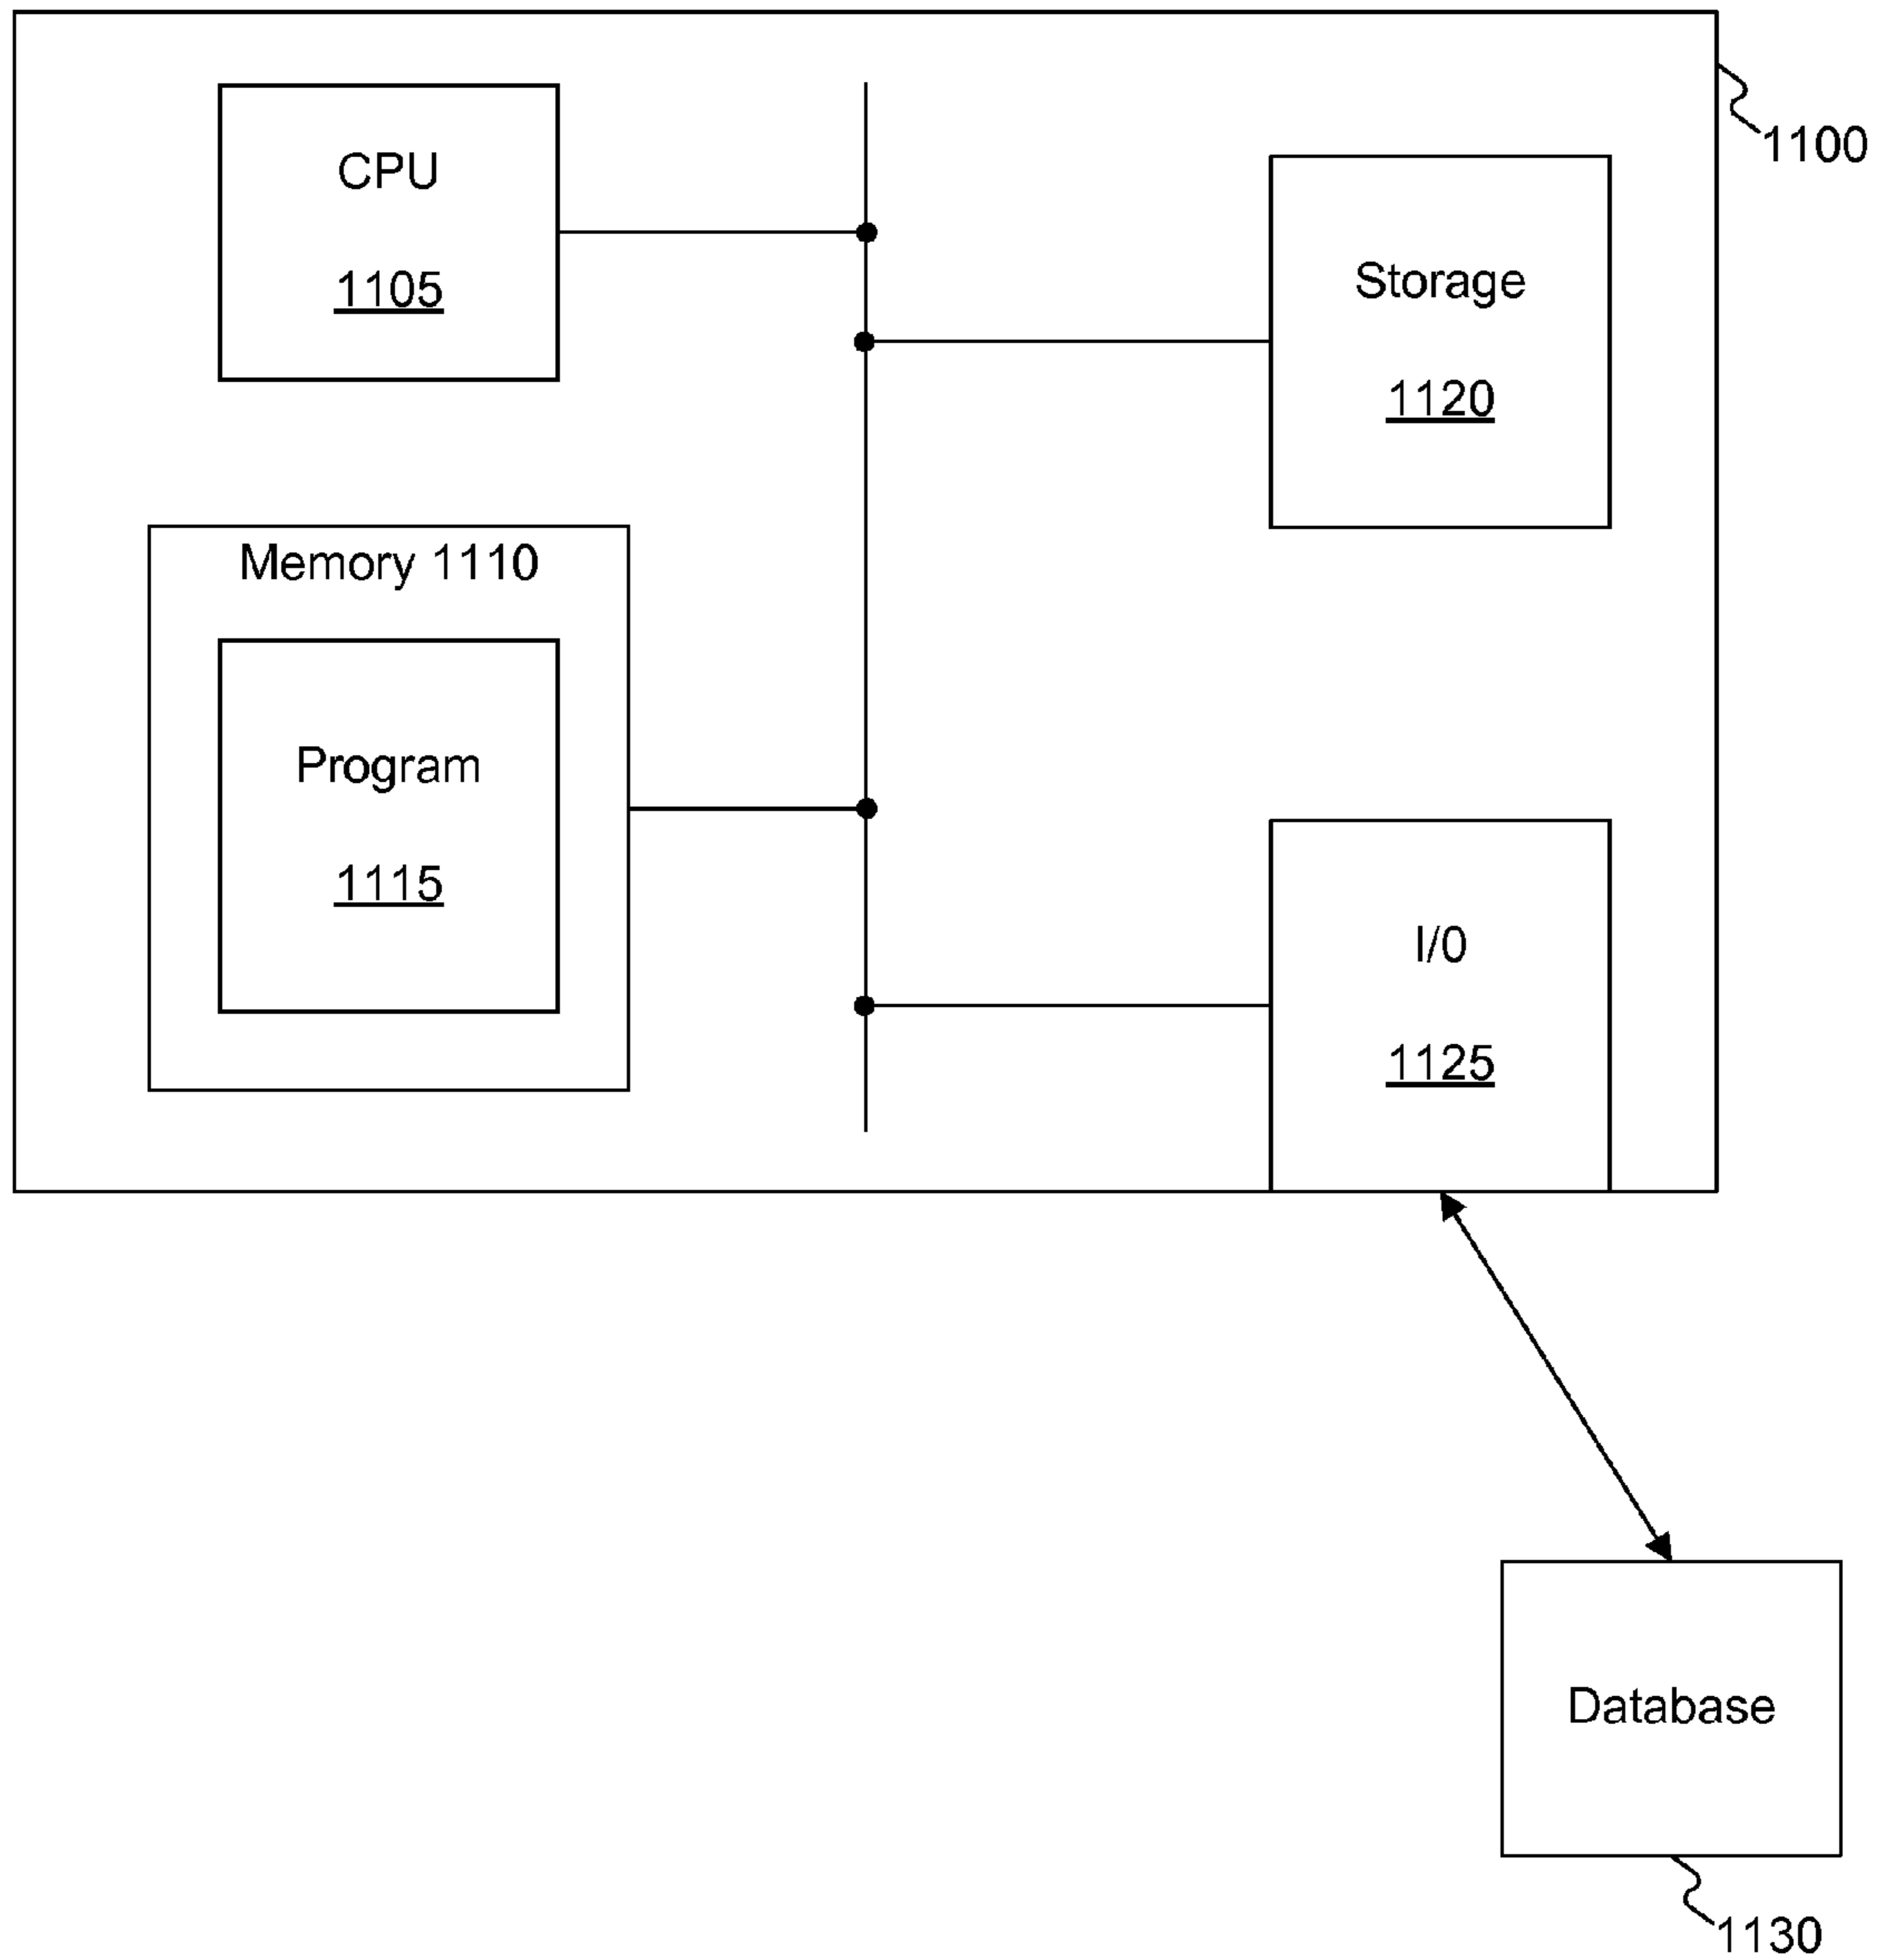 CPU
1105
1100
Storage
1120
Memory 1110
Program
1115
I/0
1125
Database
1130